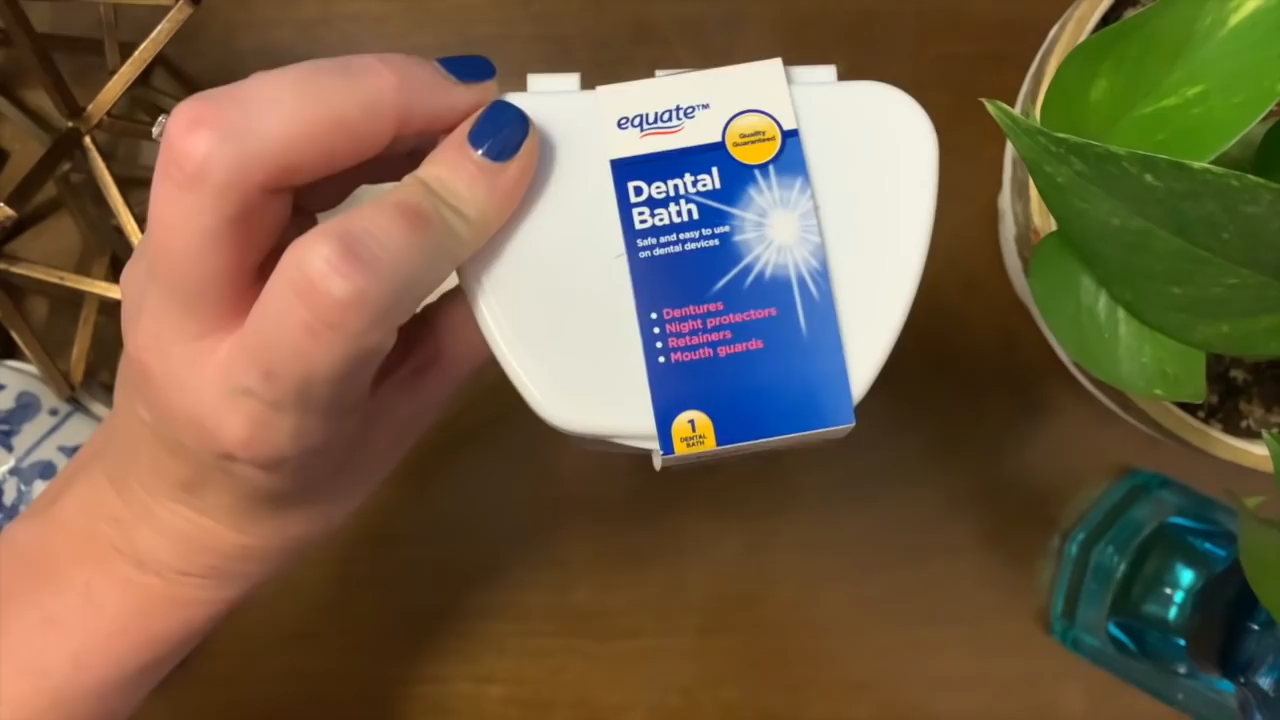 equate™
Quality
Guaranteed
Dental
Bath
Safe and easy to use
on dental devices
• Dentures
• Night protectors
• Retainers
• Mouth guards
1
DENTAL
BATH